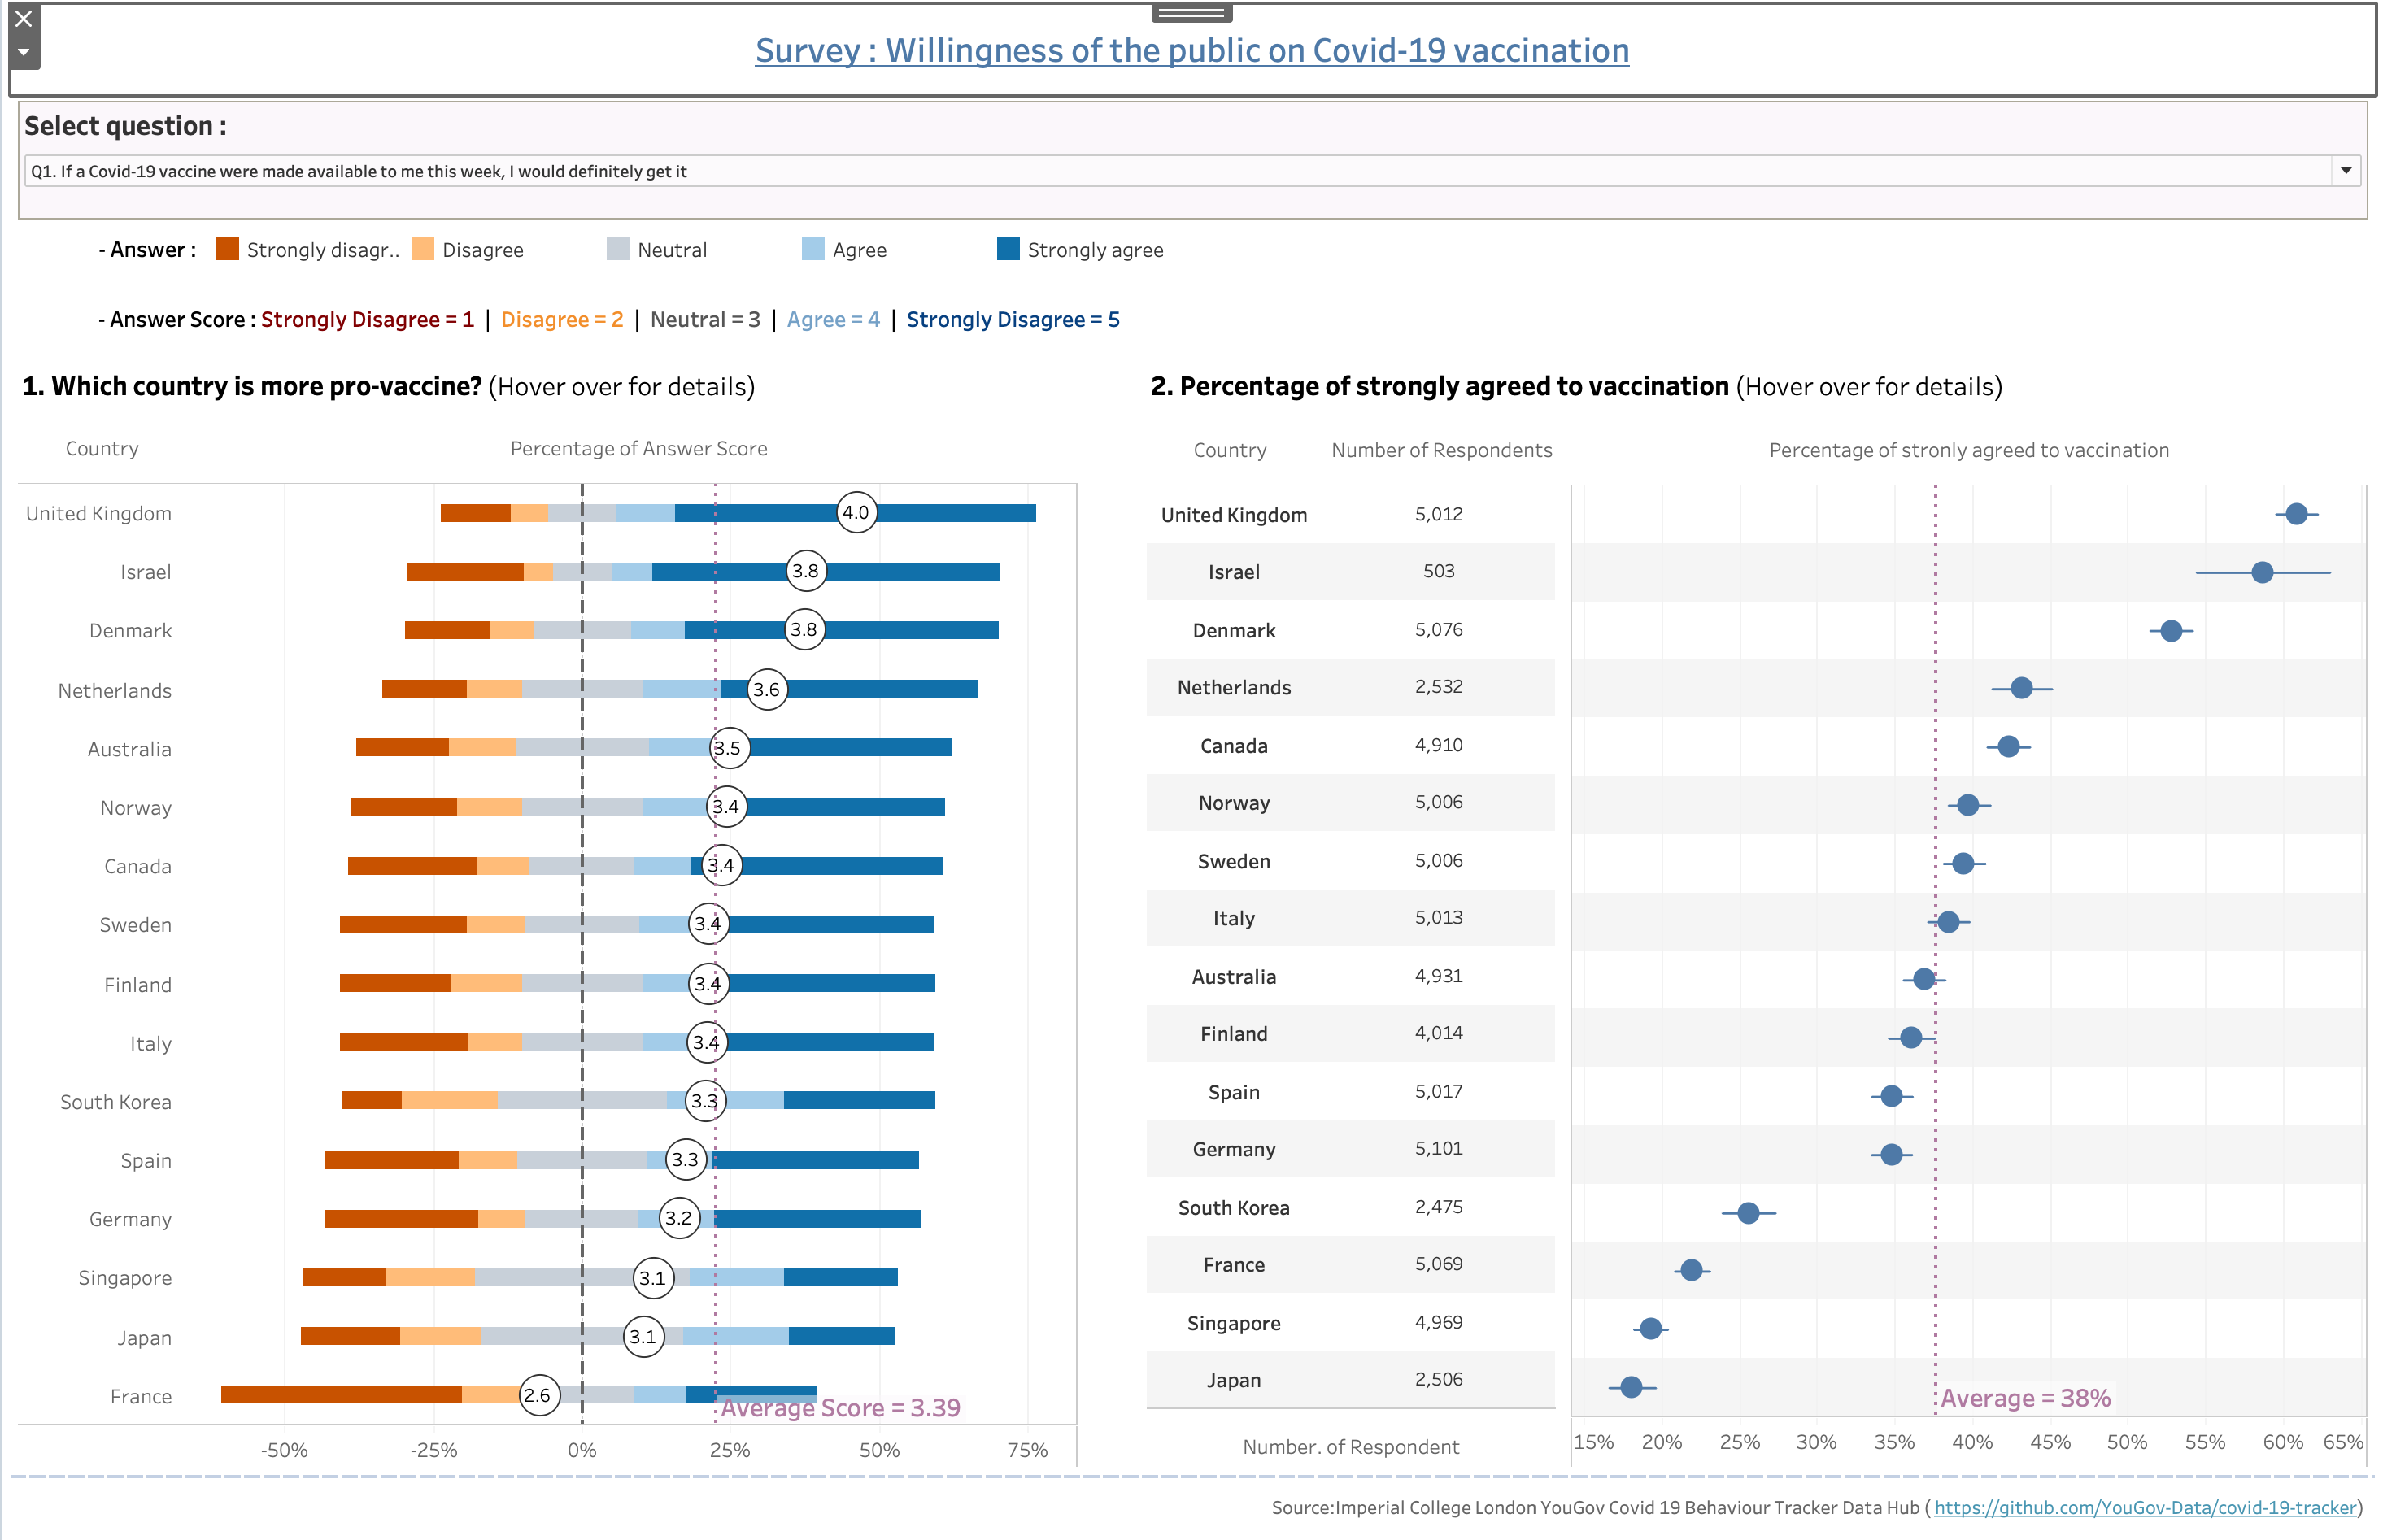 Survey : Willingness of the public on Covid-19 vaccination
Select question :
Q1. If a Covid-19 vaccine were made available to me this week, I would definitely get it
- Answer : Strongly disagr.. Disagree Neutral Agree Strongly agree
- Answer Score : Strongly Disagree = 1 | Disagree = 2 | Neutral = 3 | Agree = 4 | Strongly Disagree = 5
1. Which country is more pro-vaccine? (Hover over for details)
Country Percentage of Answer Score
United Kingdom 4.0
Israel 3.8
Denmark 3.8
Netherlands 3.6
Australia 3.5
Norway 3.4
Canada 3.4
Sweden 3.4
Finland 3.4
Italy 3.4
South Korea 3.3
Spain 3.3
Germany 3.2
Singapore 3.1
Japan 3.1
France 2.6
Average Score = 3.39
-50% -25% 0% 25% 50% 75%
2. Percentage of strongly agreed to vaccination (Hover over for details)
Country Number of Respondents Percentage of stronly agreed to vaccination
United Kingdom 5,012
Israel 503
Denmark 5,076
Netherlands 2,532
Canada 4,910
Norway 5,006
Sweden 5,006
Italy 5,013
Australia 4,931
Finland 4,014
Spain 5,017
Germany 5,101
South Korea 2,475
France 5,069
Singapore 4,969
Japan 2,506
Average = 38%
Number. of Respondent 15% 20% 25% 30% 35% 40% 45% 50% 55% 60% 65%
Source:Imperial College London YouGov Covid 19 Behaviour Tracker Data Hub ( https://github.com/YouGov-Data/covid-19-tracker)